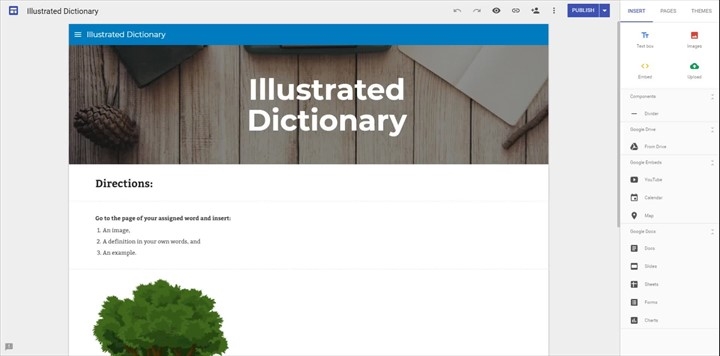 Illustrated Dictionary
PUBLISH
INSERT PAGES THEMES
Illustrated Dictionary
Text box Images
Embed Upload
Illustrated
Dictionary
Components
Divider
Google Drive
From Drive
Google Embeds
YouTube
Calendar
Map
Google Docs
Docs
Slides
Sheets
Forms
Charts
Directions:
Go to the page of your assigned word and insert:
1. An image,
2. A definition in your own words, and
3. An example.